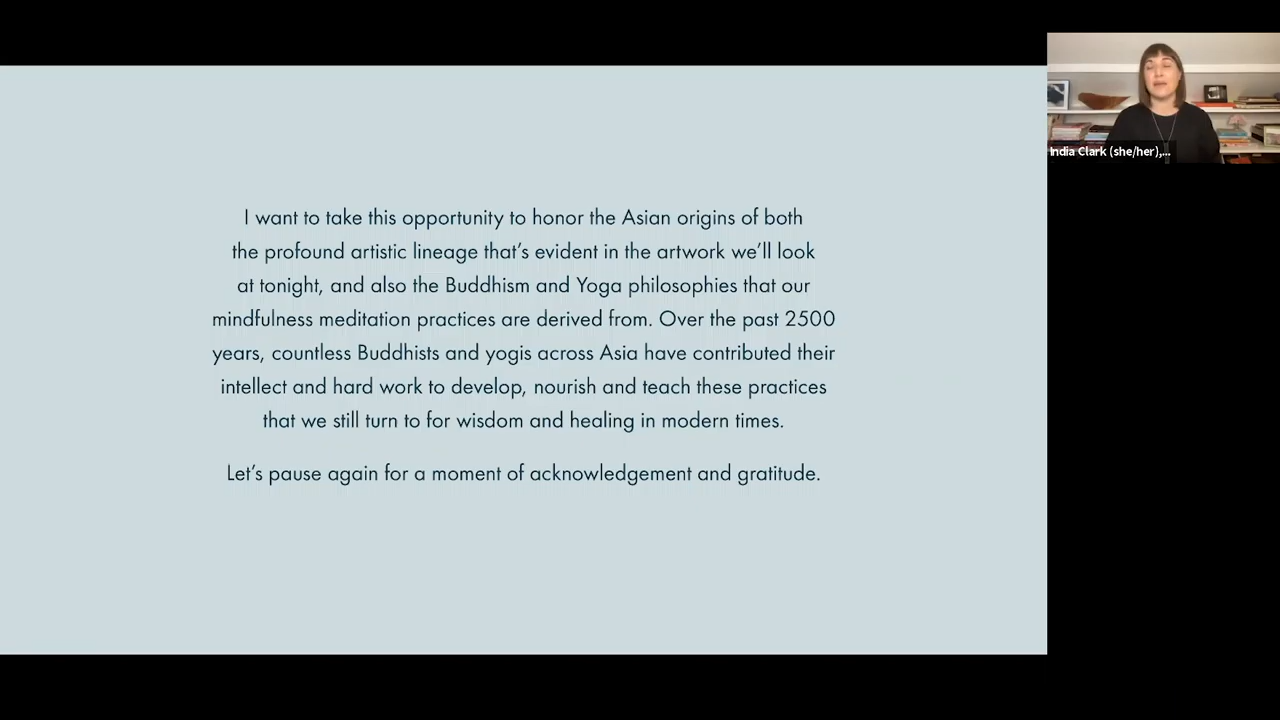 I want to take this opportunity to honor the Asian origins of both
the profound artistic lineage that's evident in the artwork we'll look
at tonight, and also the Buddhism and Yoga philosophies that our
mindfulness meditation practices are derived from. Over the past 2500
years, countless Buddhists and yogis across Asia have contributed their
intellect and hard work to develop, nourish and teach these practices
that we still turn to for wisdom and healing in modern times.
Let's pause again for a moment of acknowledgement and gratitude.
India Clark (she/her),...